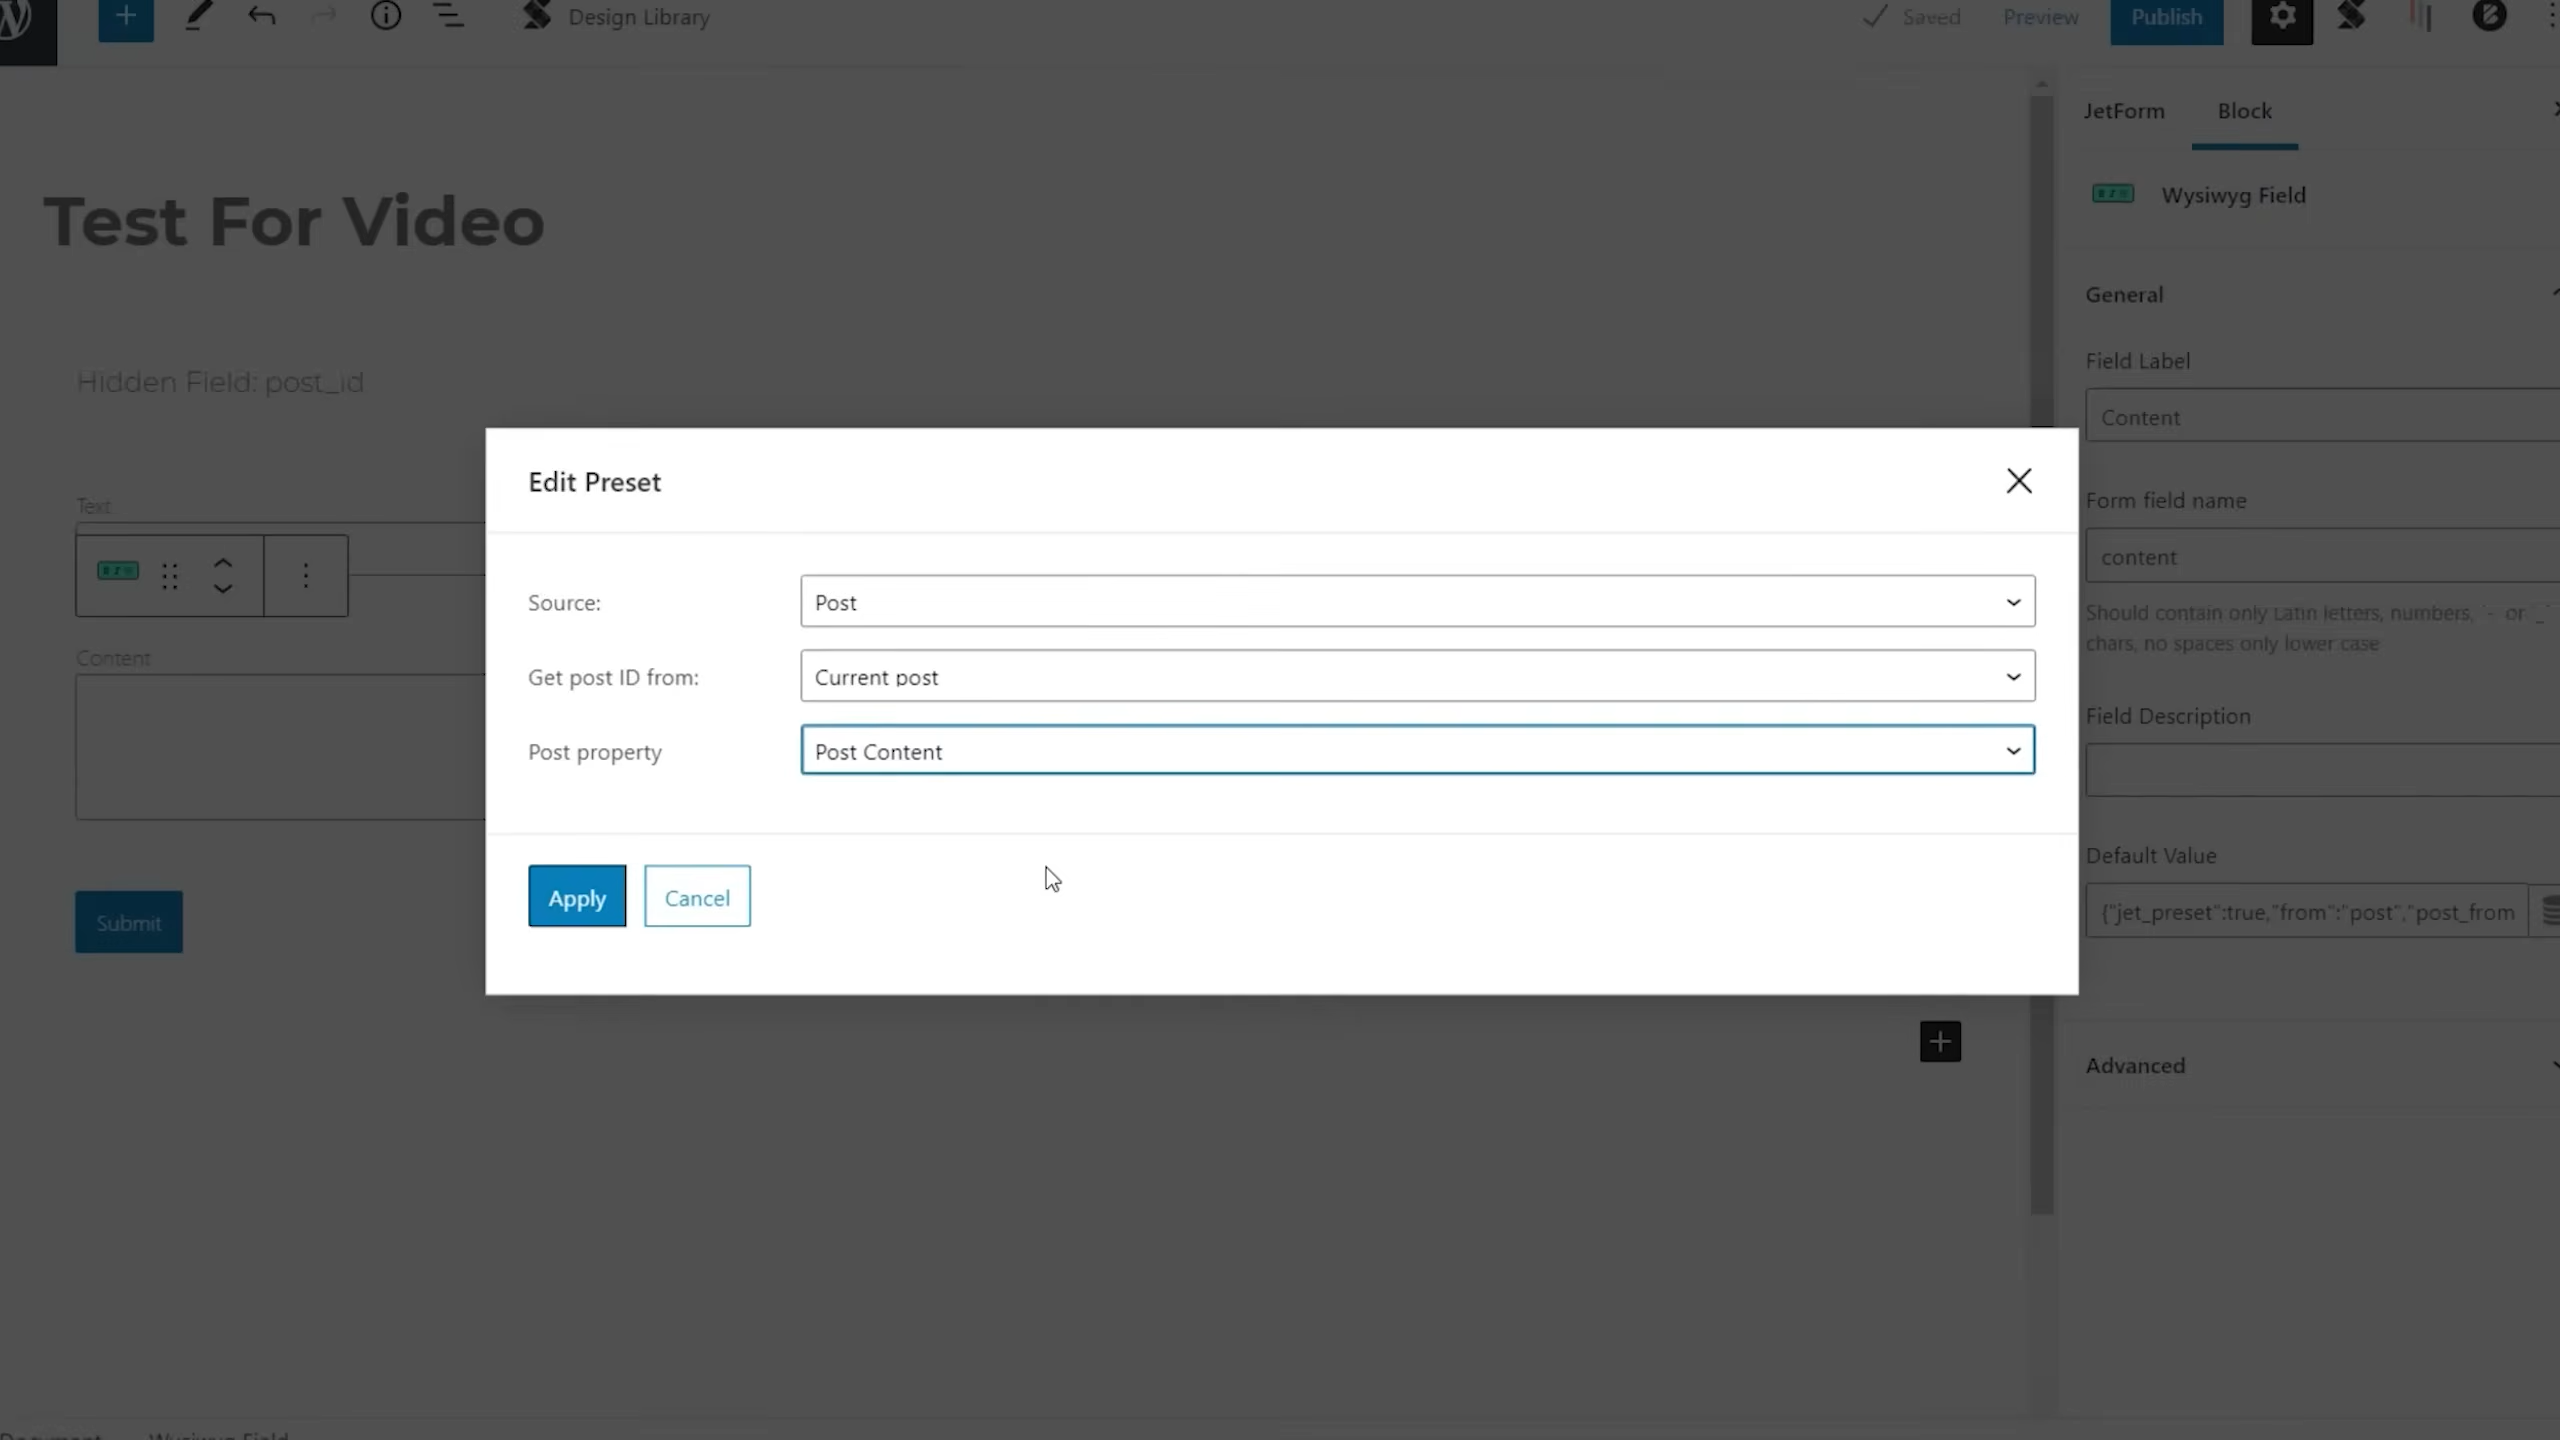 Design Library
Saved
Preview
Publish
JetForm
Block
Wysiwyg Field
Test For Video
General
Field Label
Content
Hidden Field: post_id
Edit Preset
Form field name
content
Should contain only Latin letters, numbers, `-` or `_`
chars, no spaces only lower case
Text
Source:
Post
Get post ID from:
Current post
Post property
Post Content
Content
Field Description
Apply
Cancel
Default Value
{"jet_preset":true,"from":"post","post_from
Submit
Advanced
Document
Wysiwyg Field